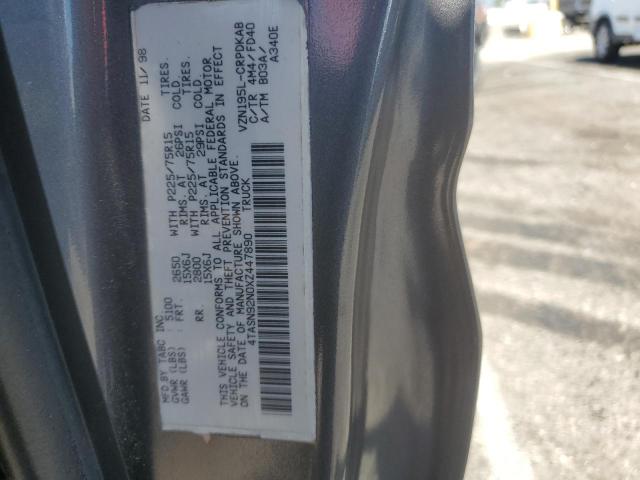 MFD BY TABC INC DATE 11/98
GVWR (LBS) : 5100
GAWR (LBS) : FRT. 2650 WITH P225/75R15 TIRES.
15X6J RIMS. AT 26PSI COLD.
RR 2800 WITH P225/75R15 TIRES.
15X6J RIMS. AT 29PSI COLD.
THIS VEHICLE CONFORMS TO ALL APPLICABLE FEDERAL MOTOR
VEHICLE SAFETY AND THEFT PREVENTION STANDARDS IN EFFECT
ON THE DATE OF MANUFACTURE SHOWN ABOVE.
4TASN92N0XZ447890 TRUCK
VZN195L-CRPDKAB
C/TR 4M4/FD40
A/TM B03A/
A340E